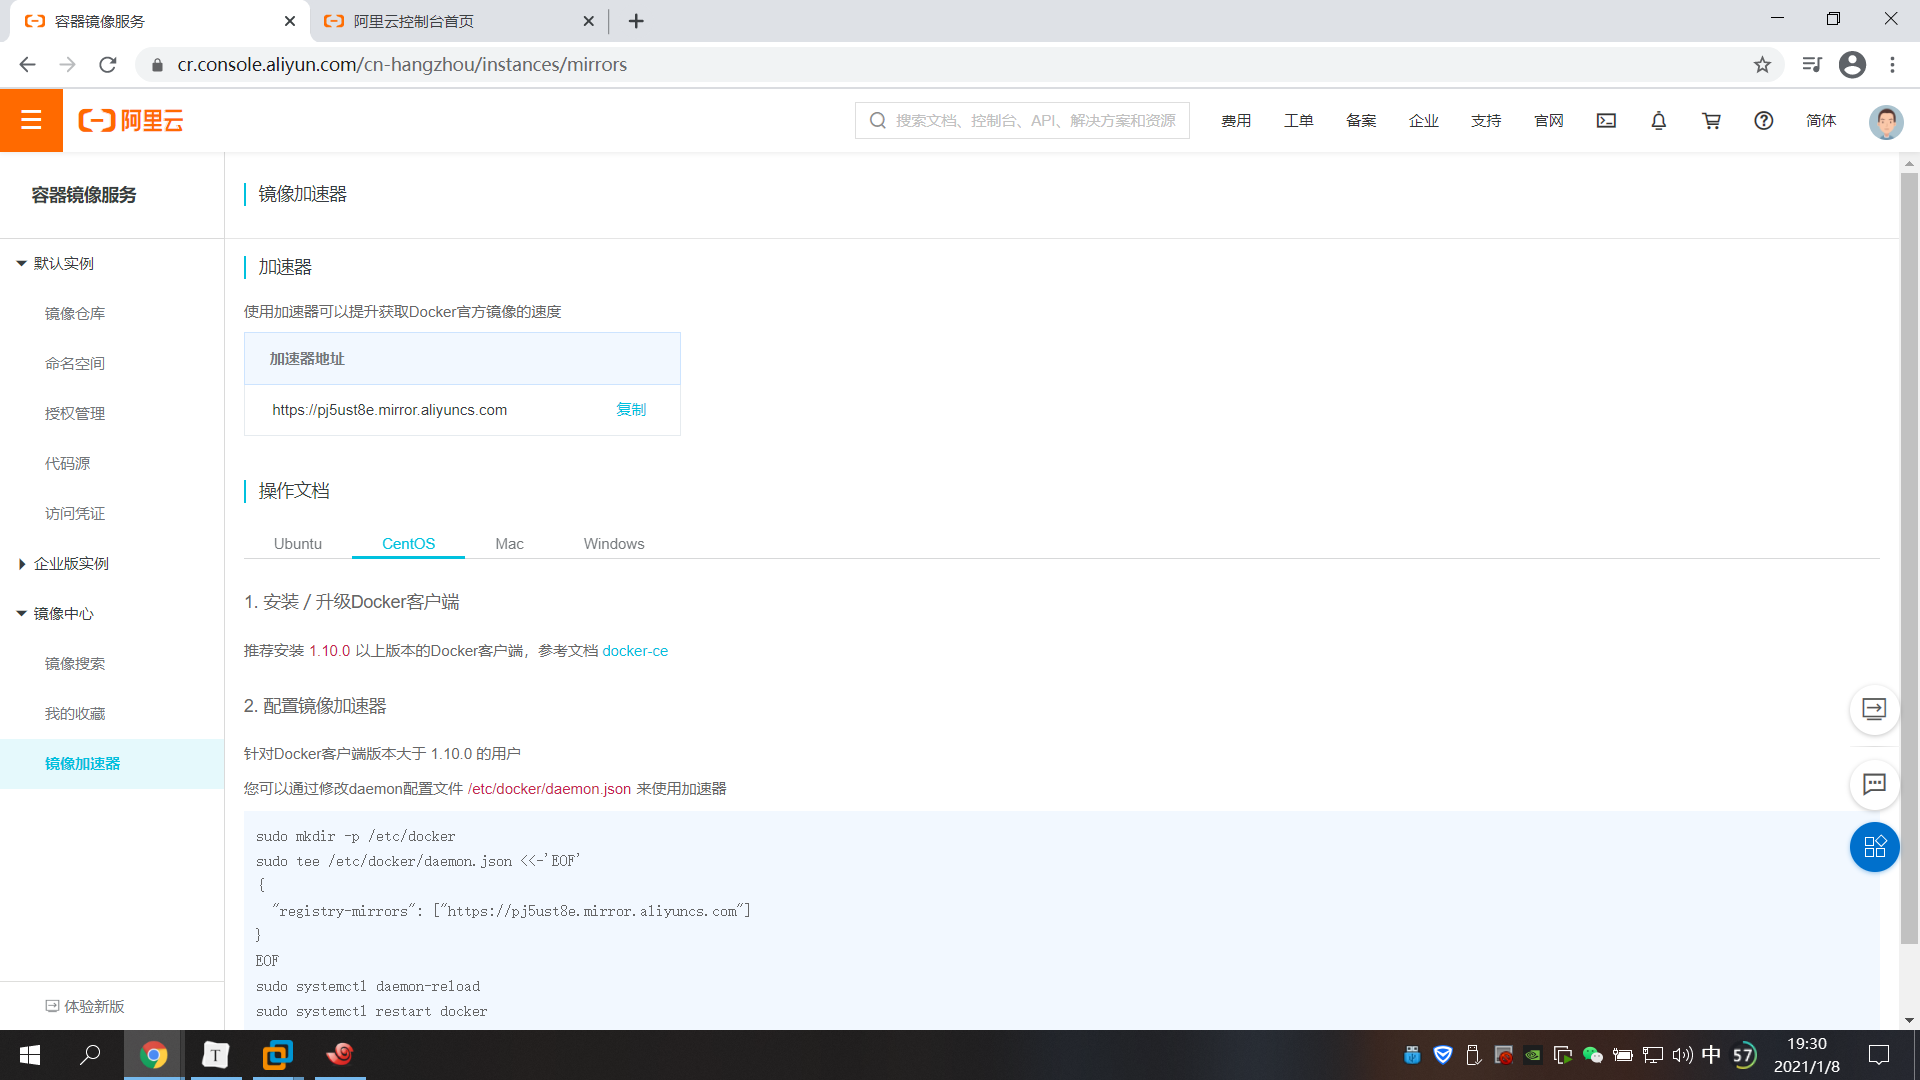 容器镜像服务
阿里云控制台首页
cr.console.aliyun.com/cn-hangzhou/instances/mirrors
阿里云
搜索文档、控制台、API、解决方案和资源
费用
工单
备案
企业
支持
官网
简体
容器镜像服务
默认实例
镜像仓库
命名空间
授权管理
代码源
访问凭证
企业版实例
镜像中心
镜像搜索
我的收藏
镜像加速器
体验新版
镜像加速器
加速器
使用加速器可以提升获取Docker官方镜像的速度
加速器地址
https://pj5ust8e.mirror.aliyuncs.com 复制
操作文档
Ubuntu CentOS Mac Windows
1. 安装 / 升级Docker客户端
推荐安装 1.10.0 以上版本的Docker客户端，参考文档 docker-ce
2. 配置镜像加速器
针对Docker客户端版本大于 1.10.0 的用户
您可以通过修改daemon配置文件 /etc/docker/daemon.json 来使用加速器
sudo mkdir -p /etc/docker
sudo tee /etc/docker/daemon.json <<-'EOF'
{
"registry-mirrors": ["https://pj5ust8e.mirror.aliyuncs.com"]
}
EOF
sudo systemctl daemon-reload
sudo systemctl restart docker
T
中
57
19:30
2021/1/8